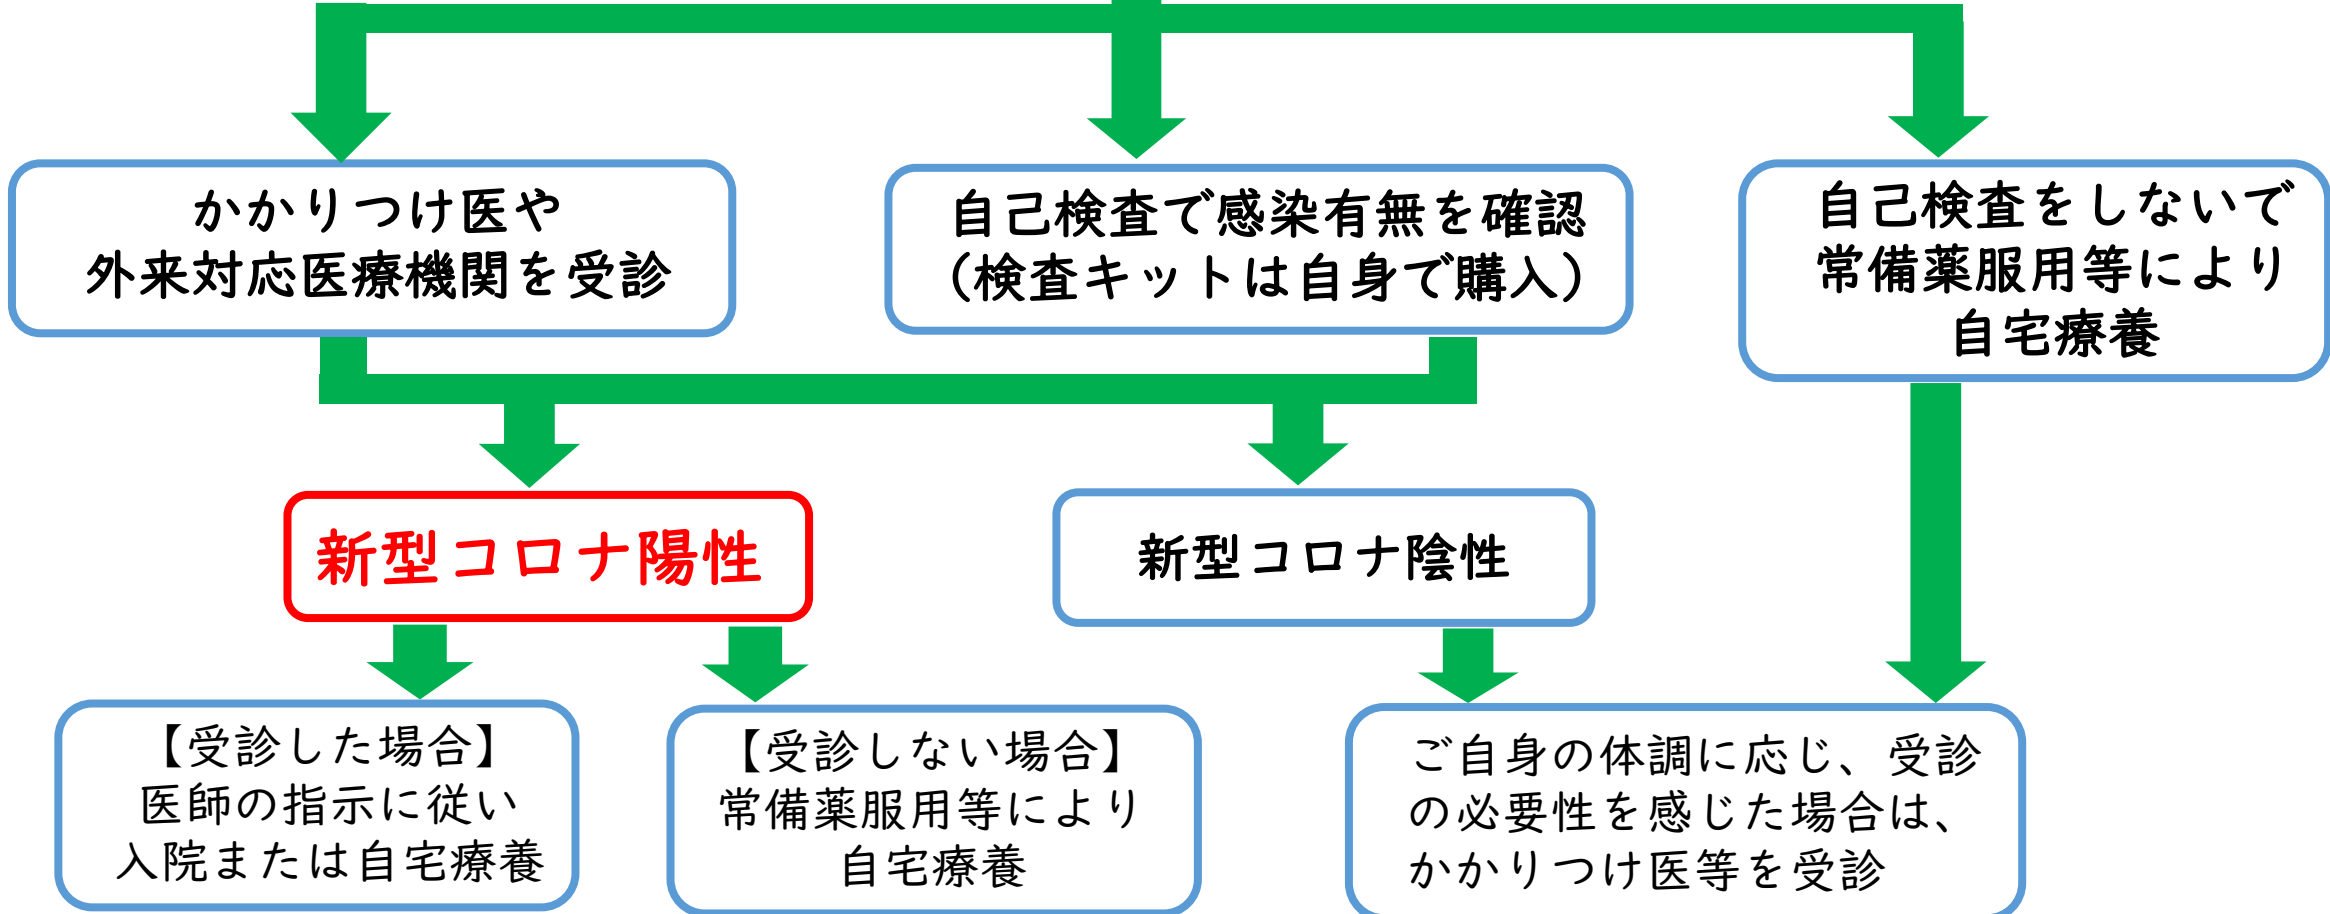 かかりつけ医や
外来対応医療機関を受診
自己検査で感染有無を確認
(検査キットは自身で購入)
自己検査をしないで
常備薬服用等により
自宅療養
新型コロナ陽性
新型コロナ陰性
【受診した場合】
医師の指示に従い
入院または自宅療養
【受診しない場合】
常備薬服用等により
自宅療養
ご自身の体調に応じ、受診
の必要性を感じた場合は、
かかりつけ医等を受診